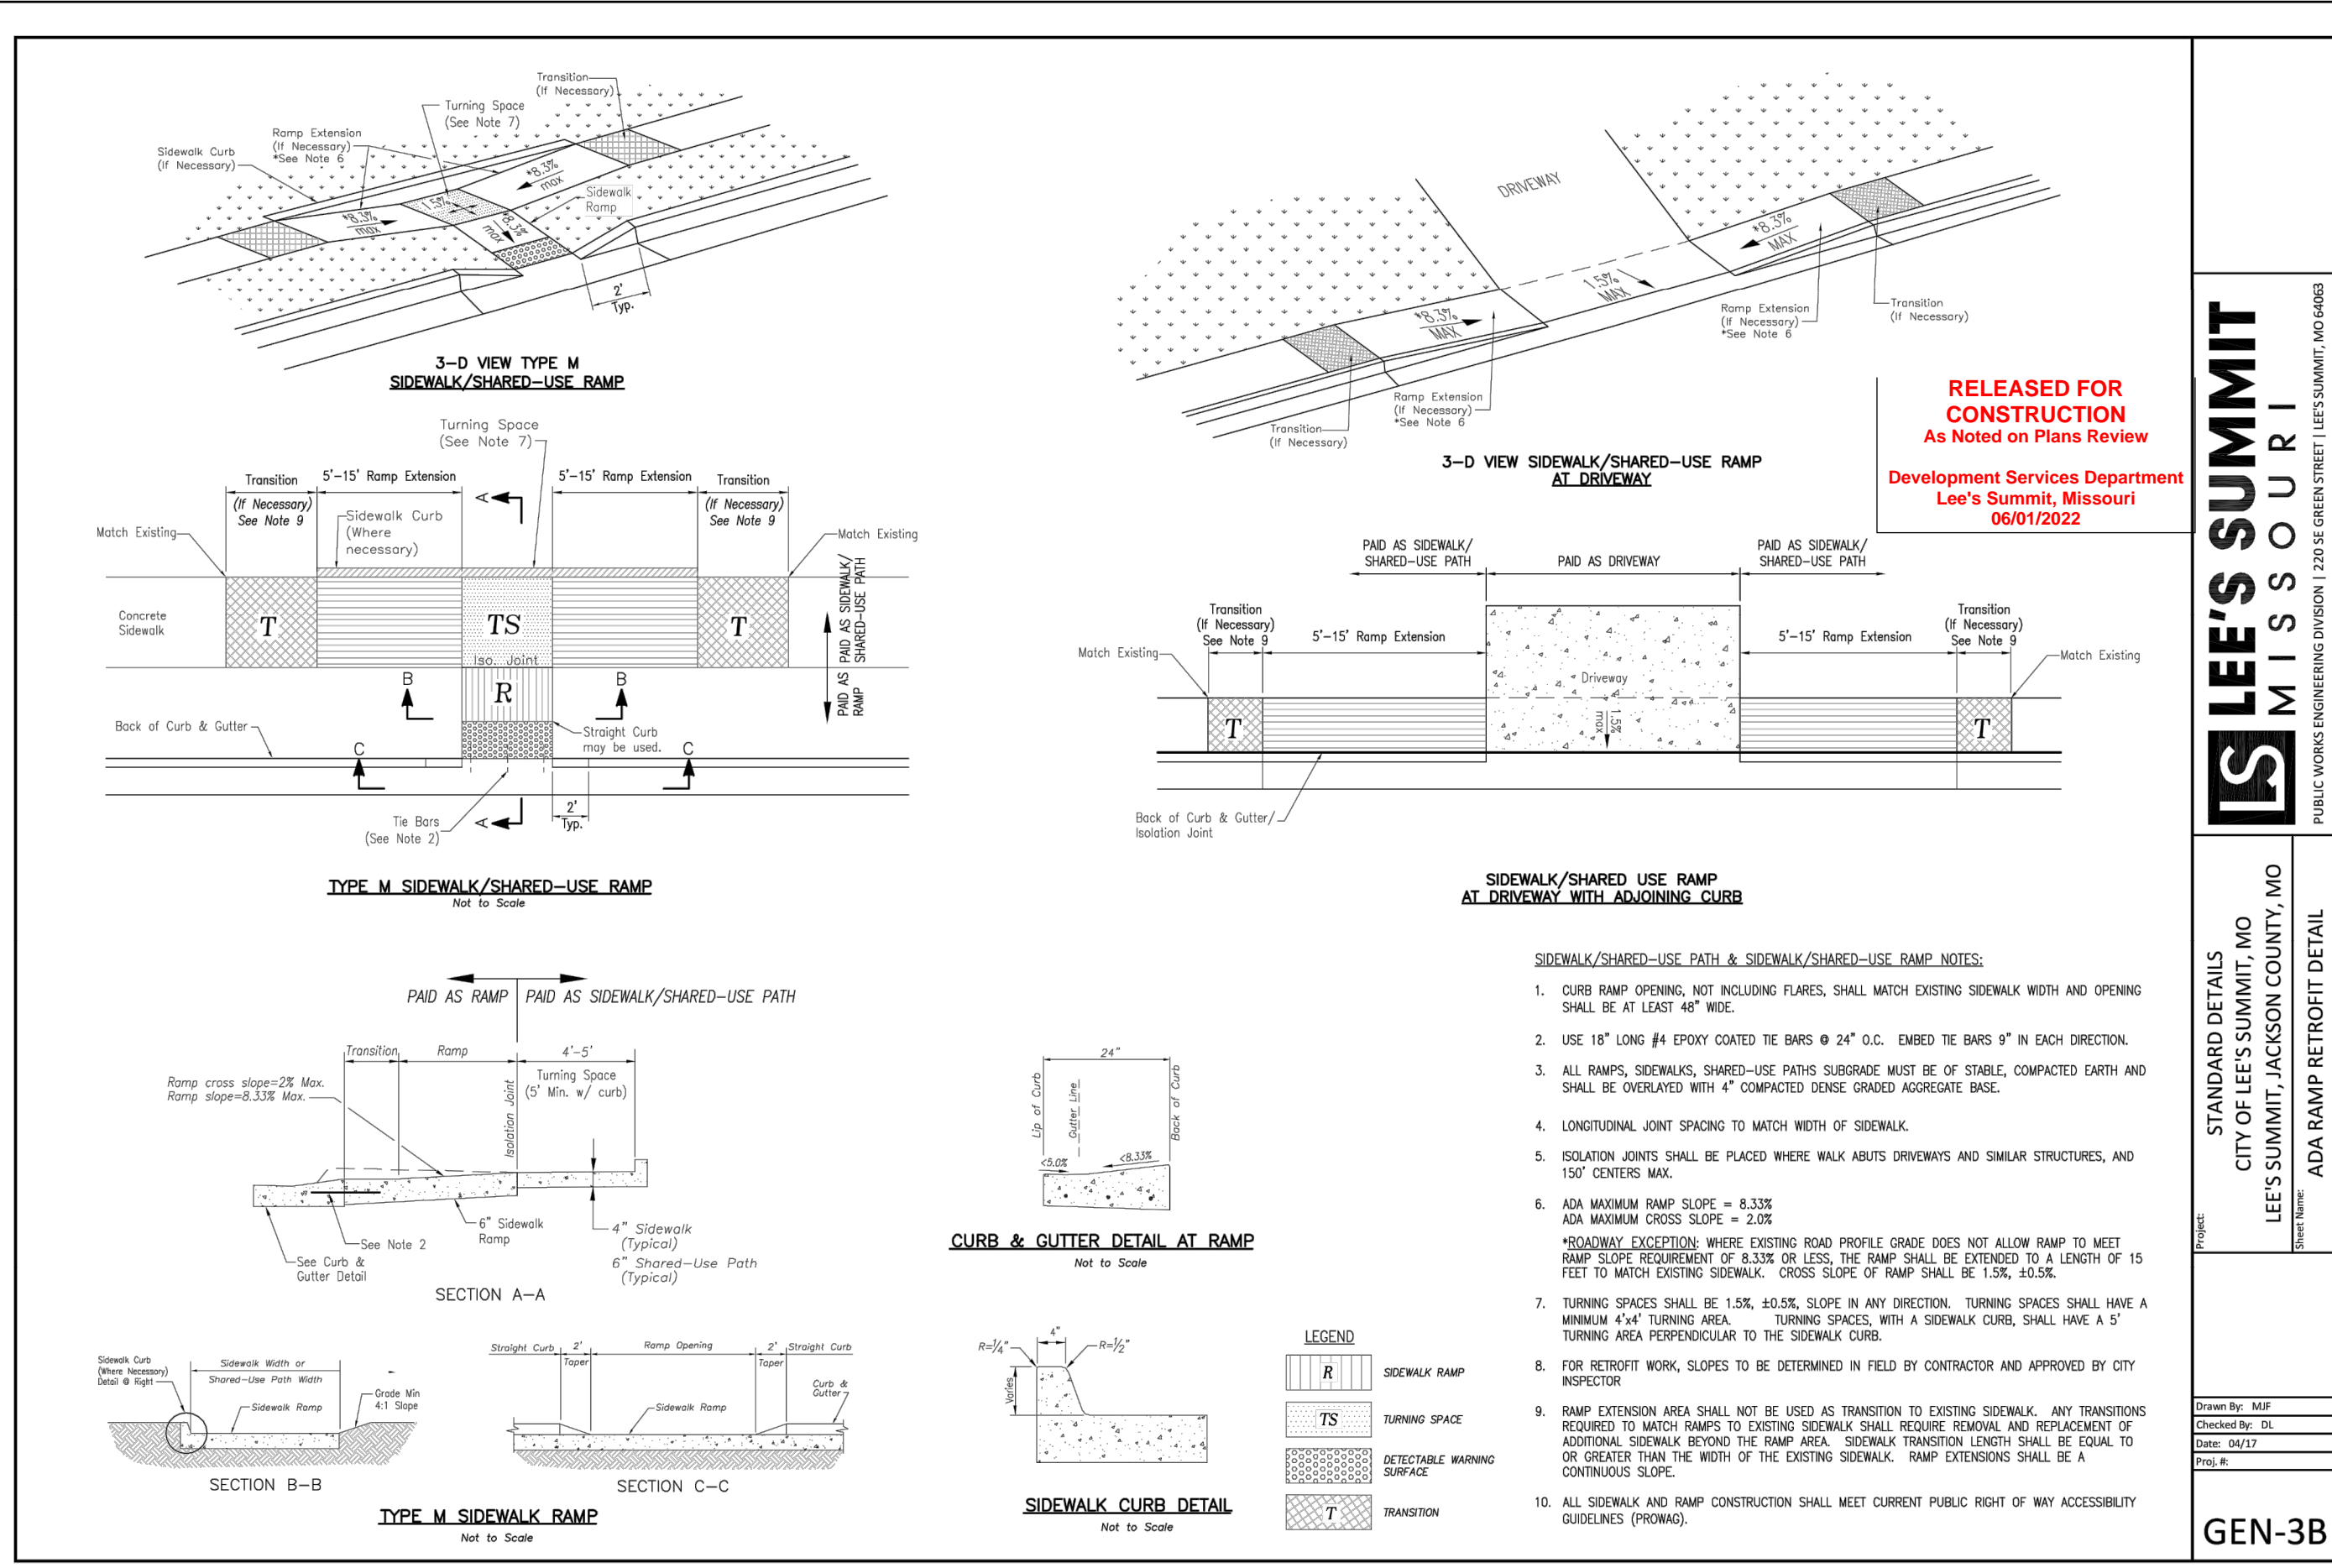 Transition
(If Necessary)
Turning Space
(See Note 7)
Ramp Extension
(If Necessary)
*See Note 6
Sidewalk Curb
(If Necessary)
*8.3%
max
1.5%
*8.3%
max
*8.3%
max
Sidewalk
Ramp
2'
Typ.
3-D VIEW TYPE M
SIDEWALK/SHARED-USE RAMP
DRIVEWAY
*8.3%
MAX
1.5%
MAX
*8.3%
MAX
Ramp Extension
(If Necessary)
*See Note 6
Transition
(If Necessary)
Ramp Extension
(If Necessary)
*See Note 6
Transition
(If Necessary)
3-D VIEW SIDEWALK/SHARED-USE RAMP
AT DRIVEWAY
RELEASED FOR
CONSTRUCTION
As Noted on Plans Review
Development Services Department
Lee's Summit, Missouri
06/01/2022
Turning Space
(See Note 7)
Transition
(If Necessary)
See Note 9
5'-15' Ramp Extension
A
5'-15' Ramp Extension
Transition
(If Necessary)
See Note 9
Match Existing
Sidewalk Curb
(Where
necessary)
Match Existing
Concrete
Sidewalk
T
TS
T
Iso. Joint
R
B
B
PAID AS SIDEWALK/
SHARED-USE PATH
PAID AS
RAMP
Back of Curb & Gutter
Straight Curb
may be used.
C
C
Tie Bars
(See Note 2)
A
2'
Typ.
TYPE M SIDEWALK/SHARED-USE RAMP
Not to Scale
PAID AS SIDEWALK/
SHARED-USE PATH
PAID AS DRIVEWAY
PAID AS SIDEWALK/
SHARED-USE PATH
Transition
(If Necessary)
See Note 9
5'-15' Ramp Extension
5'-15' Ramp Extension
Transition
(If Necessary)
See Note 9
Match Existing
Match Existing
Driveway
T
1.5%
max
T
Back of Curb & Gutter/
Isolation Joint
SIDEWALK/SHARED USE RAMP
AT DRIVEWAY WITH ADJOINING CURB
PAID AS RAMP
PAID AS SIDEWALK/SHARED-USE PATH
Transition
Ramp
4'-5'
Turning Space
(5' Min. w/ curb)
Isolation Joint
Ramp cross slope=2% Max.
Ramp slope=8.33% Max.
See Note 2
6" Sidewalk
Ramp
See Curb &
Gutter Detail
4" Sidewalk
(Typical)
6" Shared-Use Path
(Typical)
SECTION A-A
24"
Lip of Curb
Gutter Line
Back of Curb
<5.0%
<8.33%
CURB & GUTTER DETAIL AT RAMP
Not to Scale
Sidewalk Curb
(Where Necessary)
Detail @ Right
Sidewalk Width or
Shared-Use Path Width
Sidewalk Ramp
Grade Min
4:1 Slope
SECTION B-B
Straight Curb
2'
Taper
Ramp Opening
2'
Taper
Straight Curb
Curb &
Gutter
Sidewalk Ramp
SECTION C-C
TYPE M SIDEWALK RAMP
Not to Scale
R=1/4"
4"
R=1/2"
Varies
SIDEWALK CURB DETAIL
Not to Scale
LEGEND
R
SIDEWALK RAMP
TS
TURNING SPACE
DETECTABLE WARNING
SURFACE
T
TRANSITION
SIDEWALK/SHARED-USE PATH & SIDEWALK/SHARED-USE RAMP NOTES:
1. CURB RAMP OPENING, NOT INCLUDING FLARES, SHALL MATCH EXISTING SIDEWALK WIDTH AND OPENING
SHALL BE AT LEAST 48" WIDE.
2. USE 18" LONG #4 EPOXY COATED TIE BARS @ 24" O.C. EMBED TIE BARS 9" IN EACH DIRECTION.
3. ALL RAMPS, SIDEWALKS, SHARED-USE PATHS SUBGRADE MUST BE OF STABLE, COMPACTED EARTH AND
SHALL BE OVERLAYED WITH 4" COMPACTED DENSE GRADED AGGREGATE BASE.
4. LONGITUDINAL JOINT SPACING TO MATCH WIDTH OF SIDEWALK.
5. ISOLATION JOINTS SHALL BE PLACED WHERE WALK ABUTS DRIVEWAYS AND SIMILAR STRUCTURES, AND
150' CENTERS MAX.
6. ADA MAXIMUM RAMP SLOPE = 8.33%
ADA MAXIMUM CROSS SLOPE = 2.0%
*ROADWAY EXCEPTION: WHERE EXISTING ROAD PROFILE GRADE DOES NOT ALLOW RAMP TO MEET
RAMP SLOPE REQUIREMENT OF 8.33% OR LESS, THE RAMP SHALL BE EXTENDED TO A LENGTH OF 15
FEET TO MATCH EXISTING SIDEWALK. CROSS SLOPE OF RAMP SHALL BE 1.5%, ±0.5%.
7. TURNING SPACES SHALL BE 1.5%, ±0.5%, SLOPE IN ANY DIRECTION. TURNING SPACES SHALL HAVE A
MINIMUM 4'x4' TURNING AREA. TURNING SPACES, WITH A SIDEWALK CURB, SHALL HAVE A 5'
TURNING AREA PERPENDICULAR TO THE SIDEWALK CURB.
8. FOR RETROFIT WORK, SLOPES TO BE DETERMINED IN FIELD BY CONTRACTOR AND APPROVED BY CITY
INSPECTOR
9. RAMP EXTENSION AREA SHALL NOT BE USED AS TRANSITION TO EXISTING SIDEWALK. ANY TRANSITIONS
REQUIRED TO MATCH RAMPS TO EXISTING SIDEWALK SHALL REQUIRE REMOVAL AND REPLACEMENT OF
ADDITIONAL SIDEWALK BEYOND THE RAMP AREA. SIDEWALK TRANSITION LENGTH SHALL BE EQUAL TO
OR GREATER THAN THE WIDTH OF THE EXISTING SIDEWALK. RAMP EXTENSIONS SHALL BE A
CONTINUOUS SLOPE.
10. ALL SIDEWALK AND RAMP CONSTRUCTION SHALL MEET CURRENT PUBLIC RIGHT OF WAY ACCESSIBILITY
GUIDELINES (PROWAG).
LS
LEE'S SUMMIT
MISSOURI
PUBLIC WORKS ENGINEERING DIVISION | 220 SE GREEN STREET | LEE'S SUMMIT, MO 64063
Project:
STANDARD DETAILS
CITY OF LEE'S SUMMIT, MO
LEE'S SUMMIT, JACKSON COUNTY, MO
Sheet Name:
ADA RAMP RETROFIT DETAIL
Drawn By: MJF
Checked By: DL
Date: 04/17
Proj. #:
GEN-3B